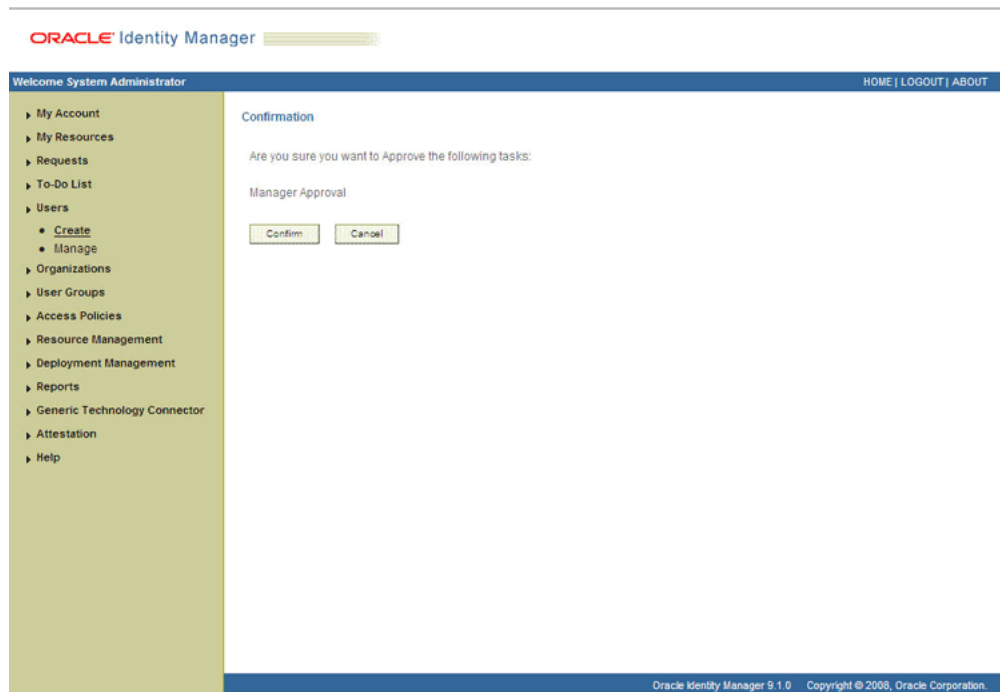 ORACLE Identity Manager
Welcome System Administrator
HOME | LOGOUT | ABOUT
My Account
My Resources
Requests
To-Do List
Users
Create
Manage
Organizations
User Groups
Access Policies
Resource Management
Deployment Management
Reports
Generic Technology Connector
Attestation
Help
Confirmation
Are you sure you want to Approve the following tasks:
Manager Approval
Confirm Cancel
Oracle Identity Manager 9.1.0 Copyright © 2008, Oracle Corporation.